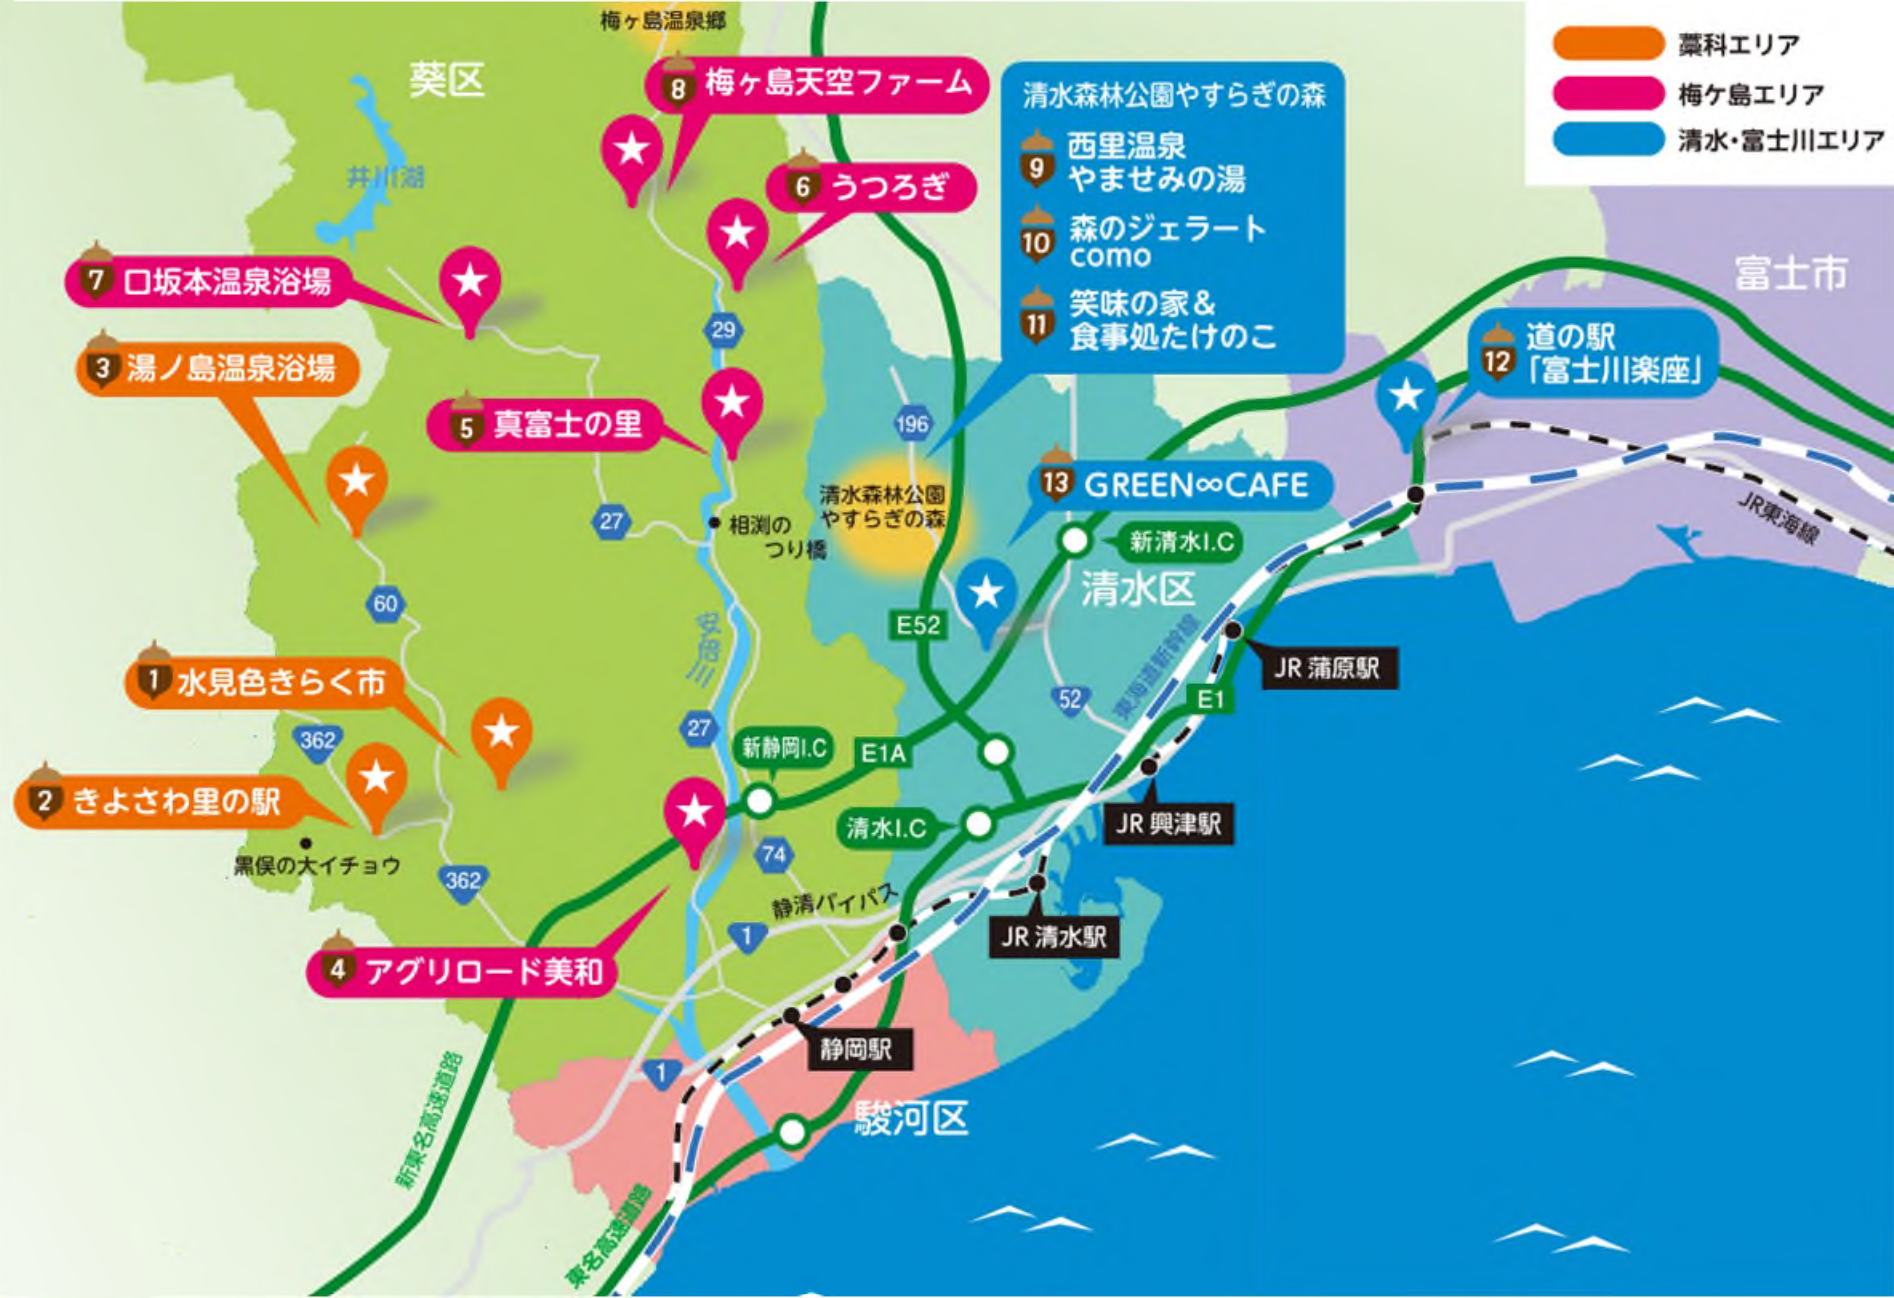 梅ヶ島温泉郷
葵区
8 梅ヶ島天空ファーム
井川湖
6 うつろぎ
7 口坂本温泉浴場
3 湯ノ島温泉浴場
29
5 真富士の里
27
相渕の
つり橋
60
安倍川
1 水見色きらく市
362
2 きよさわ里の駅
黒俣の大イチョウ
362
27
新静岡I.C
E1A
74
静清バイパス
1
4 アグリロード美和
1
新東名高速道路
東名高速道路
駿河区
静岡駅
清水森林公園やすらぎの森
9 西里温泉
やませみの湯
10 森のジェラート
como
11 笑味の家&
食事処たけのこ
196
清水森林公園
やすらぎの森
13 GREEN∞CAFE
新清水I.C
清水区
E52
52
東海道新幹線
E1
清水I.C
JR 蒲原駅
JR 興津駅
JR 清水駅
藁科エリア
梅ケ島エリア
清水・富士川エリア
富士市
12 道の駅
「富士川楽座」
JR東海線